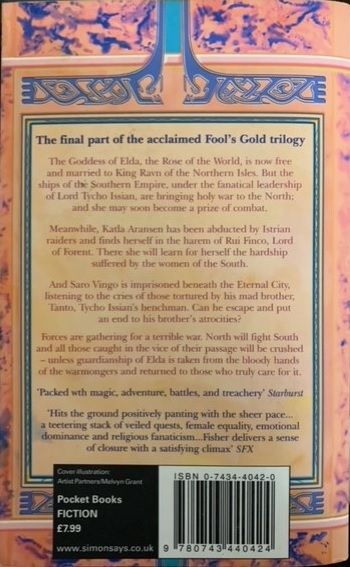 The final part of the acclaimed Fool's Gold trilogy
The Goddess of Elda, the Rose of the World, is now free
and married to King Ravn of the Northern Isles. But the
ships of the Southern Empire, under the fanatical leadership
of Lord Tycho Issian, are bringing holy war to the North;
and she may soon become a prize of combat.
Meanwhile, Katla Aransen has been abducted by Istrian
raiders and finds herself in the harem of Rui Finco, Lord
of Forent. There she will learn for herself the hardship
suffered by the women of the South.
And Saro Vingo is imprisoned beneath the Eternal City,
listening to the cries of those tortured by his mad brother,
Tanto, Tycho Issian's henchman. Can he escape and put
an end to his brother's atrocities?
Forces are gathering for a terrible war. North will fight South
and all those caught in the vice of their passage will be crushed
– unless guardianship of Elda is taken from the bloody hands
of the warmongers and returned to those who truly care for it.
'Packed wth magic, adventure, battles, and treachery' Starburst
'Hits the ground positively panting with the sheer pace...
a teetering stack of veiled quests, female equality, emotional
dominance and religious fanaticism...Fisher delivers a sense
of closure with a satisfying climax' SFX
Cover illustration:
Artist Partners/Melvyn Grant
Pocket Books
FICTION
£7.99
www.simonsays.co.uk
ISBN 0-7434-4042-0
9 780743 440424